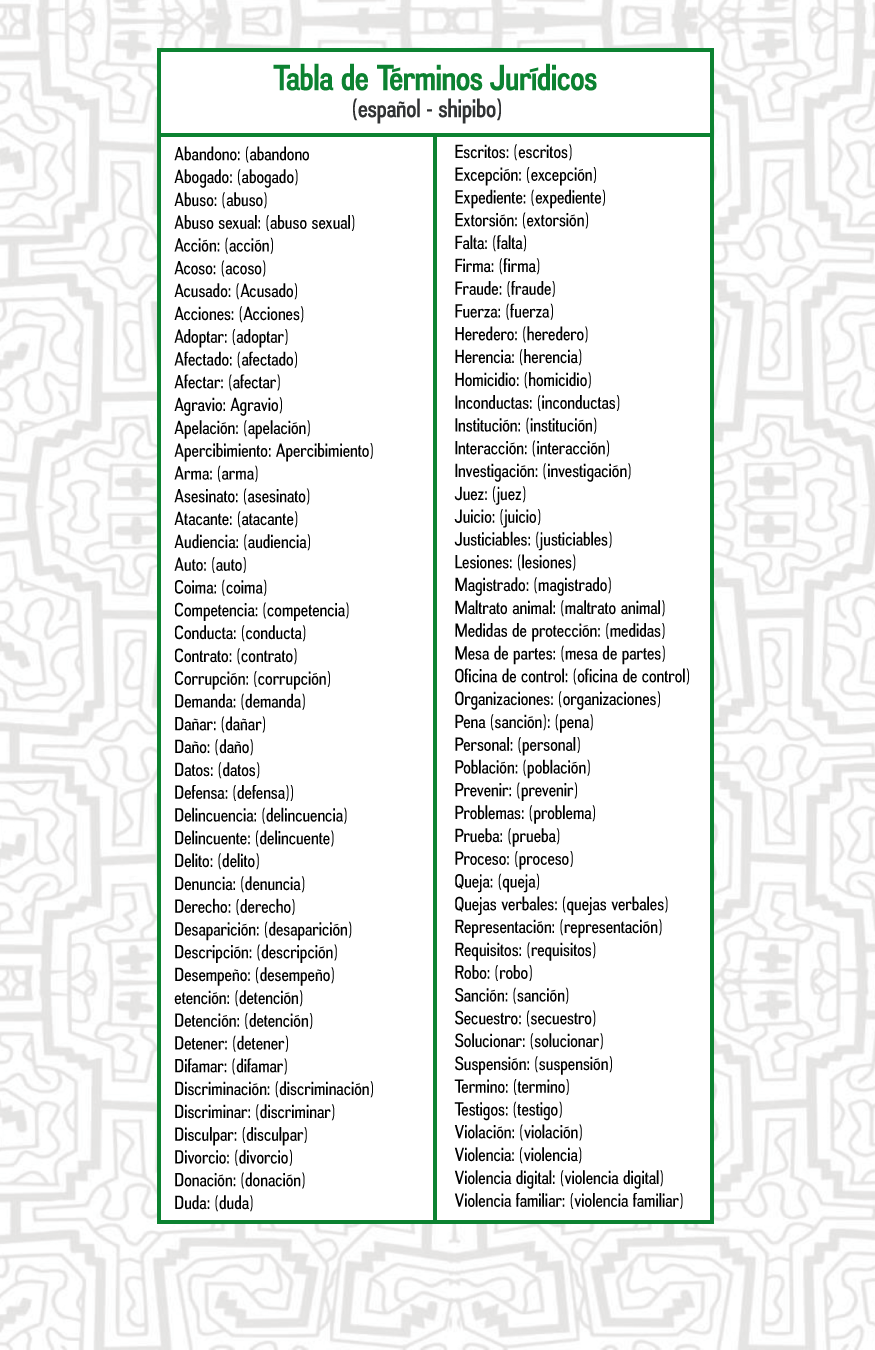 Tabla de Términos Jurídicos
(español - shipibo)
Abandono: (abandono
Abogado: (abogado)
Abuso: (abuso)
Abuso sexual: (abuso sexual)
Acción: (acción)
Acoso: (acoso)
Acusado: (Acusado)
Acciones: (Acciones)
Adoptar: (adoptar)
Afectado: (afectado)
Afectar: (afectar)
Agravio: Agravio)
Apelación: (apelación)
Apercibimiento: Apercibimiento)
Arma: (arma)
Asesinato: (asesinato)
Atacante: (atacante)
Audiencia: (audiencia)
Auto: (auto)
Coima: (coima)
Competencia: (competencia)
Conducta: (conducta)
Contrato: (contrato)
Corrupción: (corrupción)
Demanda: (demanda)
Dañar: (dañar)
Daño: (daño)
Datos: (datos)
Defensa: (defensa))
Delincuencia: (delincuencia)
Delincuente: (delincuente)
Delito: (delito)
Denuncia: (denuncia)
Derecho: (derecho)
Desaparición: (desaparición)
Descripción: (descripción)
Desempeño: (desempeño)
etención: (detención)
Detención: (detención)
Detener: (detener)
Difamar: (difamar)
Discriminación: (discriminación)
Discriminar: (discriminar)
Disculpar: (disculpar)
Divorcio: (divorcio)
Donación: (donación)
Duda: (duda)
Escritos: (escritos)
Excepción: (excepción)
Expediente: (expediente)
Extorsión: (extorsión)
Falta: (falta)
Firma: (firma)
Fraude: (fraude)
Fuerza: (fuerza)
Heredero: (heredero)
Herencia: (herencia)
Homicidio: (homicidio)
Inconductas: (inconductas)
Institución: (institución)
Interacción: (interacción)
Investigación: (investigación)
Juez: (juez)
Juicio: (juicio)
Justiciables: (justiciables)
Lesiones: (lesiones)
Magistrado: (magistrado)
Maltrato animal: (maltrato animal)
Medidas de protección: (medidas)
Mesa de partes: (mesa de partes)
Oficina de control: (oficina de control)
Organizaciones: (organizaciones)
Pena (sanción): (pena)
Personal: (personal)
Población: (población)
Prevenir: (prevenir)
Problemas: (problema)
Prueba: (prueba)
Proceso: (proceso)
Queja: (queja)
Quejas verbales: (quejas verbales)
Representación: (representación)
Requisitos: (requisitos)
Robo: (robo)
Sanción: (sanción)
Secuestro: (secuestro)
Solucionar: (solucionar)
Suspensión: (suspensión)
Termino: (termino)
Testigos: (testigo)
Violación: (violación)
Violencia: (violencia)
Violencia digital: (violencia digital)
Violencia familiar: (violencia familiar)